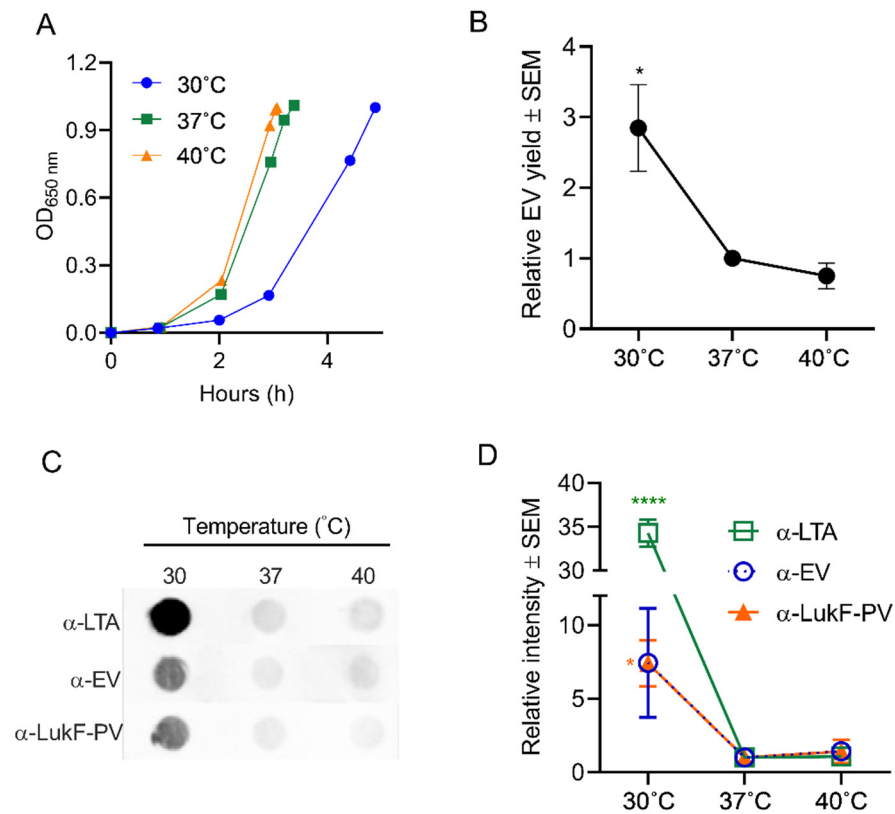 A
1.2
0.9
0.6
0.3
0.0
OD650 nm
30°C
37°C
40°C
0
2
4
Hours (h)
B
4
3
2
1
0
Relative EV yield ± SEM
*
30°C
37°C
40°C
C
Temperature (°C)
30
37
40
α-LTA
α-EV
α-LukF-PV
D
40
35
30
10
5
0
Relative intensity ± SEM
****
*
α-LTA
α-EV
α-LukF-PV
30°C
37°C
40°C